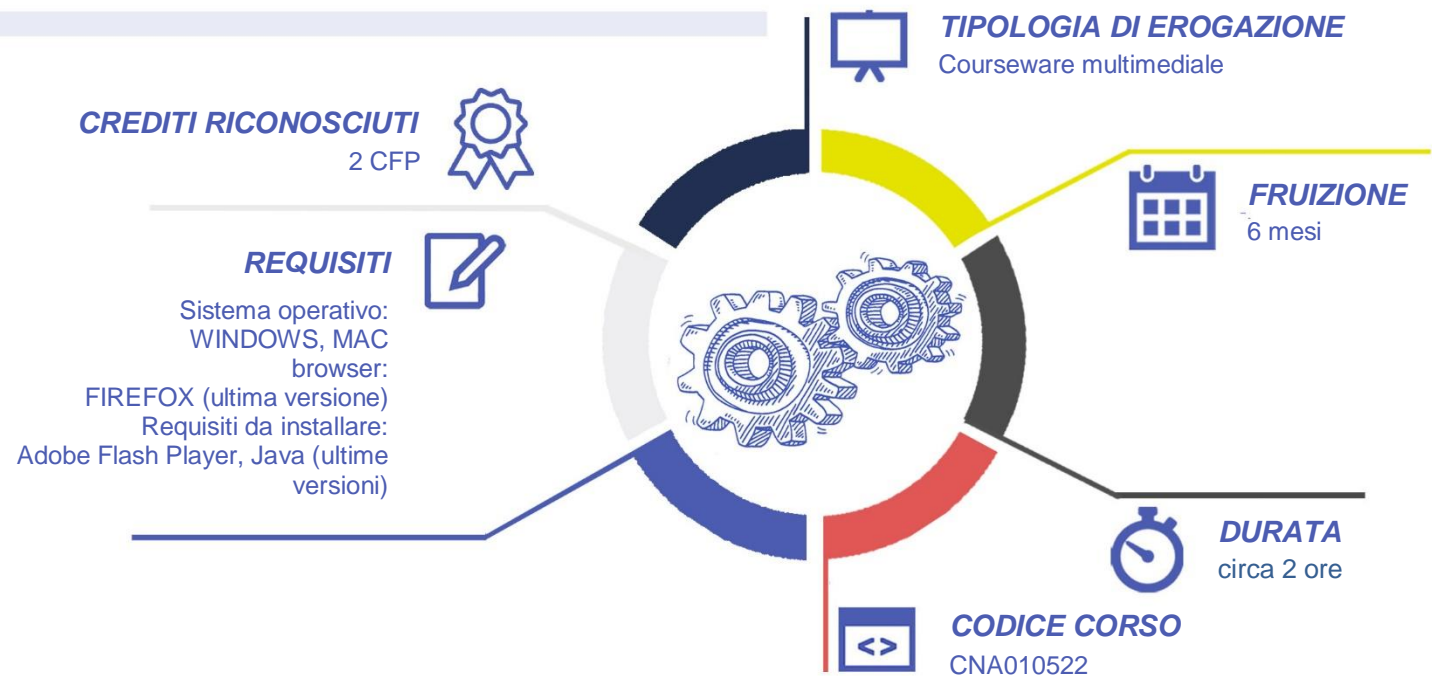 TIPOLOGIA DI EROGAZIONE
Courseware multimediale
CREDITI RICONOSCIUTI
2 CFP
FRUIZIONE
6 mesi
REQUISITI
Sistema operativo:
WINDOWS, MAC
browser:
FIREFOX (ultima versione)
Requisiti da installare:
Adobe Flash Player, Java (ultime
versioni)
DURATA
circa 2 ore
CODICE CORSO
CNA010522